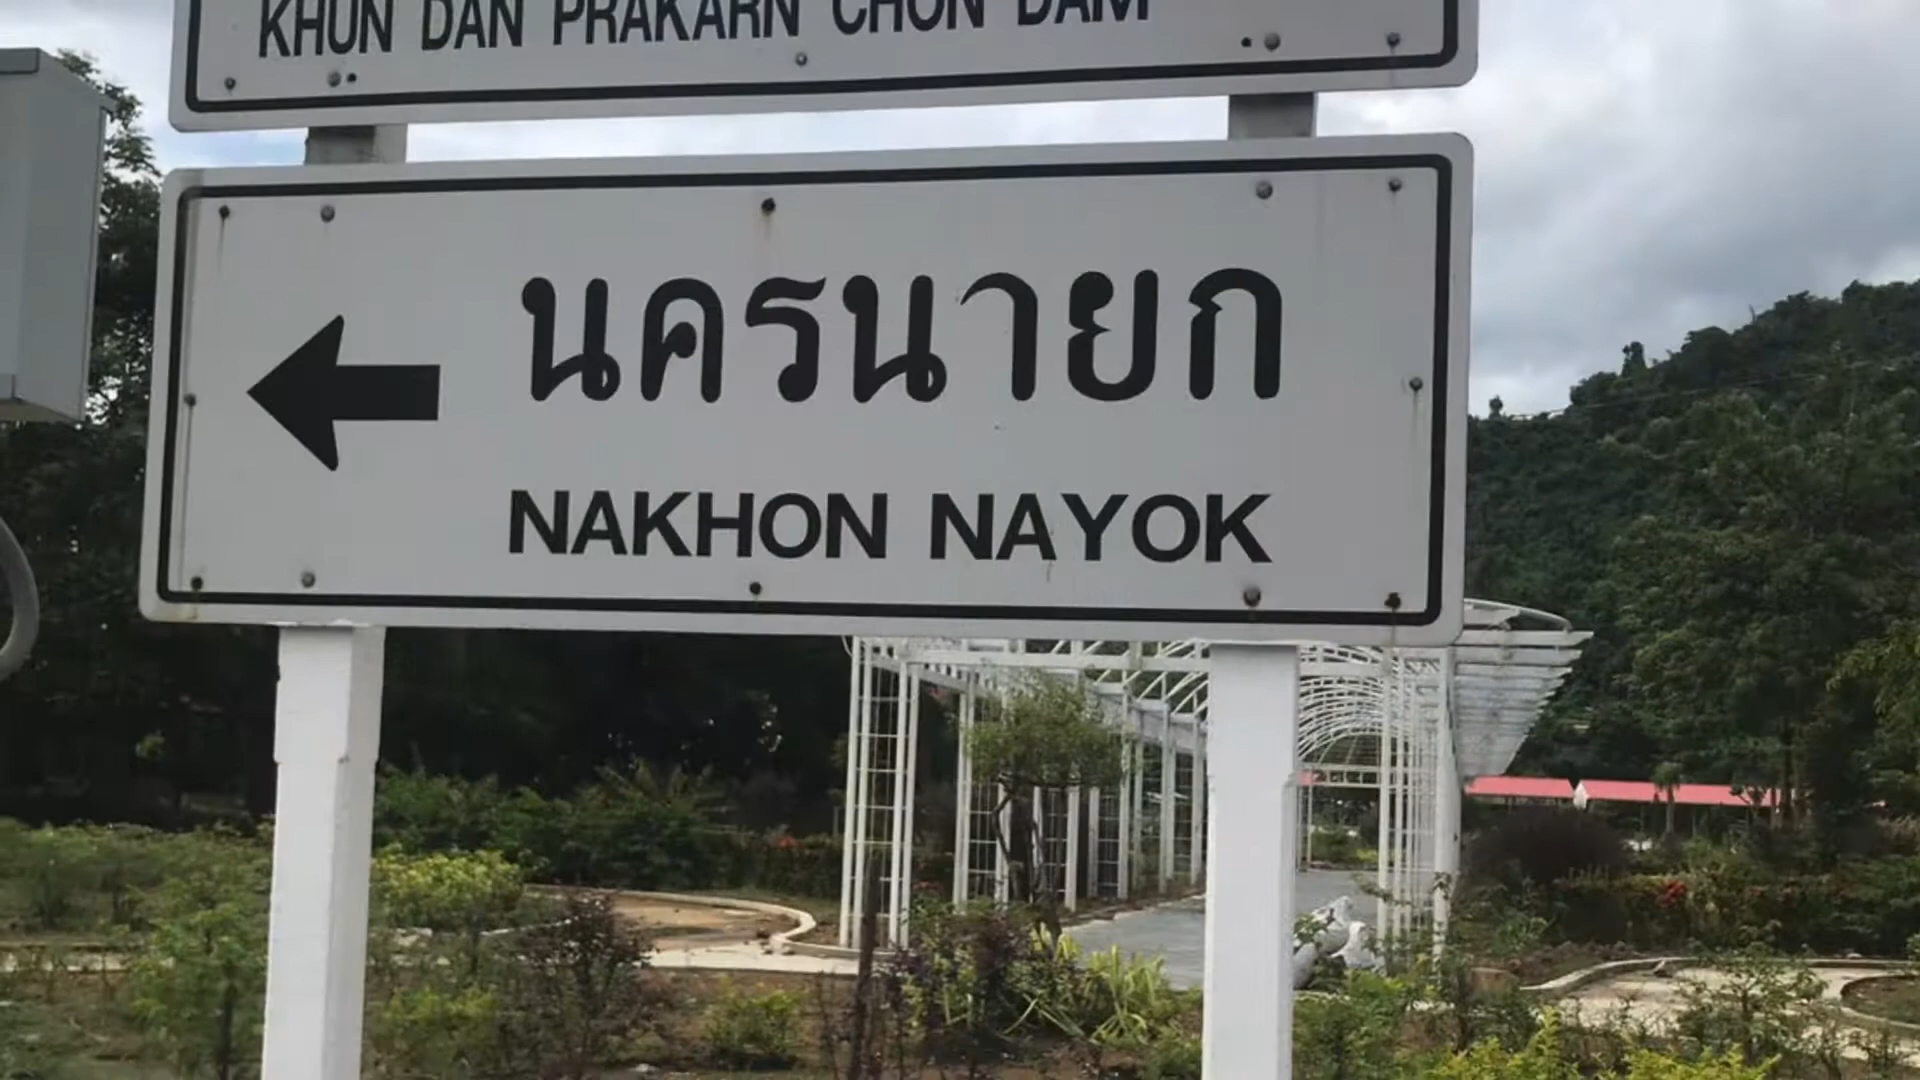 KHUN DAN PRAKARN CHON DAM
นครนายก
NAKHON NAYOK